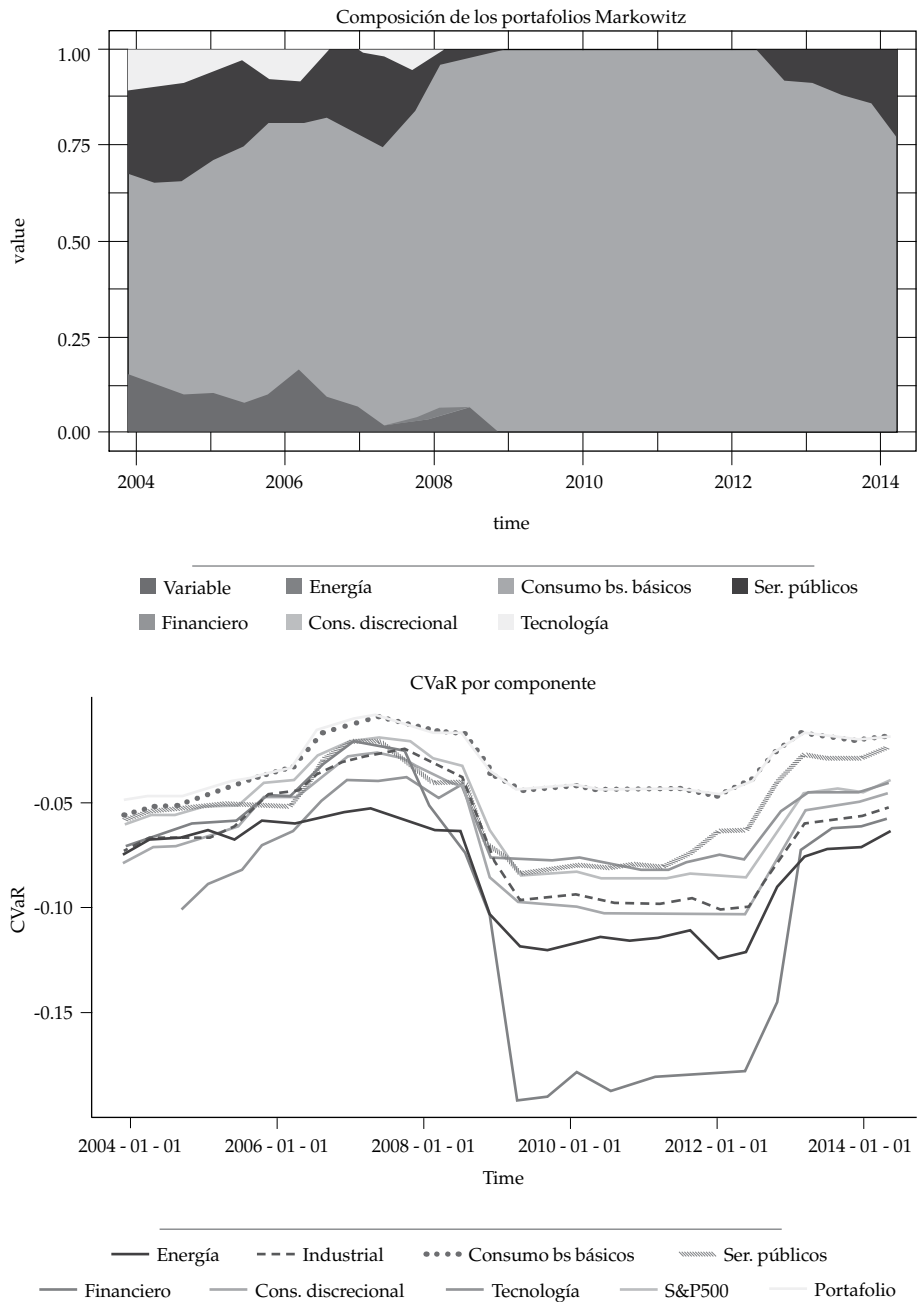 Composición de los portafolios Markowitz
1.00
0.75
0.50
0.25
0.00
value
2004 2006 2008 2010 2012 2014
time
Variable Energía Consumo bs. básicos Ser. públicos
Financiero Cons. discrecional Tecnología
CVaR por componente
-0.05
-0.10
-0.15
CVaR
2004 - 01 - 01 2006 - 01 - 01 2008 - 01 - 01 2010 - 01 - 01 2012 - 01 - 01 2014 - 01 - 01
Time
Energía Industrial Consumo bs básicos Ser. públicos
Financiero Cons. discrecional Tecnología S&P500 Portafolio